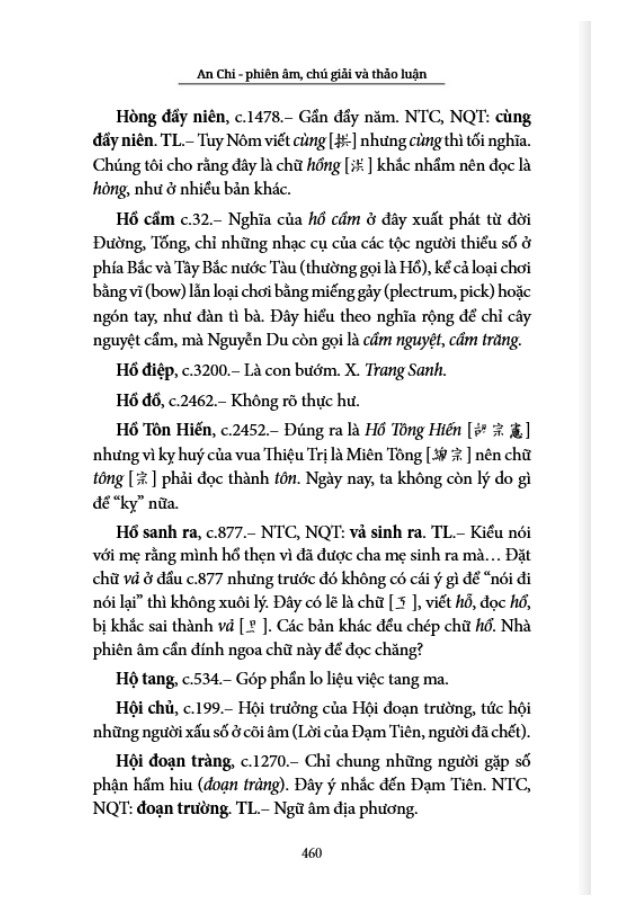 An Chi - phiên âm, chú giải và thảo luận
Hòng đầy niên, c.1478.– Gần đầy năm. NTC, NQT: cùng
đầy niên. TL.– Tuy Nôm viết cùng [拱] nhưng cùng thì tối nghĩa.
Chúng tôi cho rằng đây là chữ hồng [洪] khắc nhầm nên đọc là
hòng, như ở nhiều bản khác.
Hồ cầm c.32.– Nghĩa của hồ cầm ở đây xuất phát từ đời
Đường, Tống, chỉ những nhạc cụ của các tộc người thiểu số ở
phía Bắc và Tây Bắc nước Tàu (thường gọi là Hồ), kể cả loại chơi
bằng vĩ (bow) lẫn loại chơi bằng miếng gảy (plectrum, pick) hoặc
ngón tay, như đàn tì bà. Đây hiểu theo nghĩa rộng để chỉ cây
nguyệt cầm, mà Nguyễn Du còn gọi là cầm nguyệt, cầm trăng.
Hồ điệp, c.3200.– Là con bướm. X. Trang Sanh.
Hồ đồ, c.2462.– Không rõ thực hư.
Hồ Tôn Hiến, c.2452.– Đúng ra là Hồ Tông Hiến [胡宗憲]
nhưng vì kỵ huý của vua Thiệu Trị là Miên Tông [綿宗] nên chữ
tông [宗] phải đọc thành tôn. Ngày nay, ta không còn lý do gì
để “kỵ” nữa.
Hổ sanh ra, c.877.– NTC, NQT: vả sinh ra. TL.– Kiều nói
với mẹ rằng mình hổ thẹn vì đã được cha mẹ sinh ra mà… Đặt
chữ vả ở đầu c.877 nhưng trước đó không có cái ý gì để “nói đi
nói lại” thì không xuôi lý. Đây có lẽ là chữ [ ], viết hỗ, đọc hổ,
bị khắc sai thành vả [ ]. Các bản khác đều chép chữ hổ. Nhà
phiên âm cần đính ngoa chữ này để đọc chăng?
Hộ tang, c.534.– Góp phần lo liệu việc tang ma.
Hội chủ, c.199.– Hội trưởng của Hội đoạn trường, tức hội
những người xấu số ở cõi âm (Lời của Đạm Tiên, người đã chết).
Hội đoạn tràng, c.1270.– Chỉ chung những người gặp số
phận hẩm hiu (đoạn tràng). Đây ý nhắc đến Đạm Tiên. NTC,
NQT: đoạn trường. TL.– Ngữ âm địa phương.
460